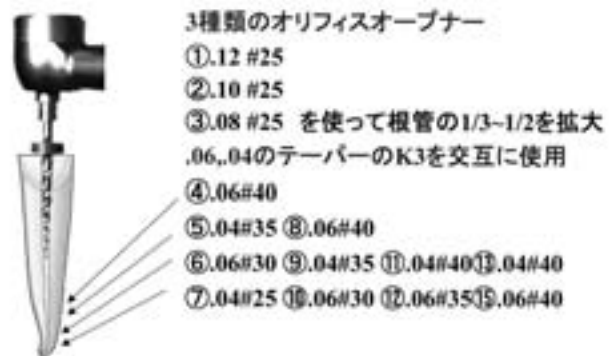 3種類のオリフィスオープナー
①.12 #25
②.10 #25
③.08 #25 を使って根管の1/3~1/2を拡大
.06,.04のテーパーのK3を交互に使用
④.06#40
⑤.04#35 ⑧.06#40
⑥.06#30 ⑨.04#35 ⑪.04#40⑬.04#40
⑦.04#25 ⑩.06#30 ⑫.06#35⑮.06#40